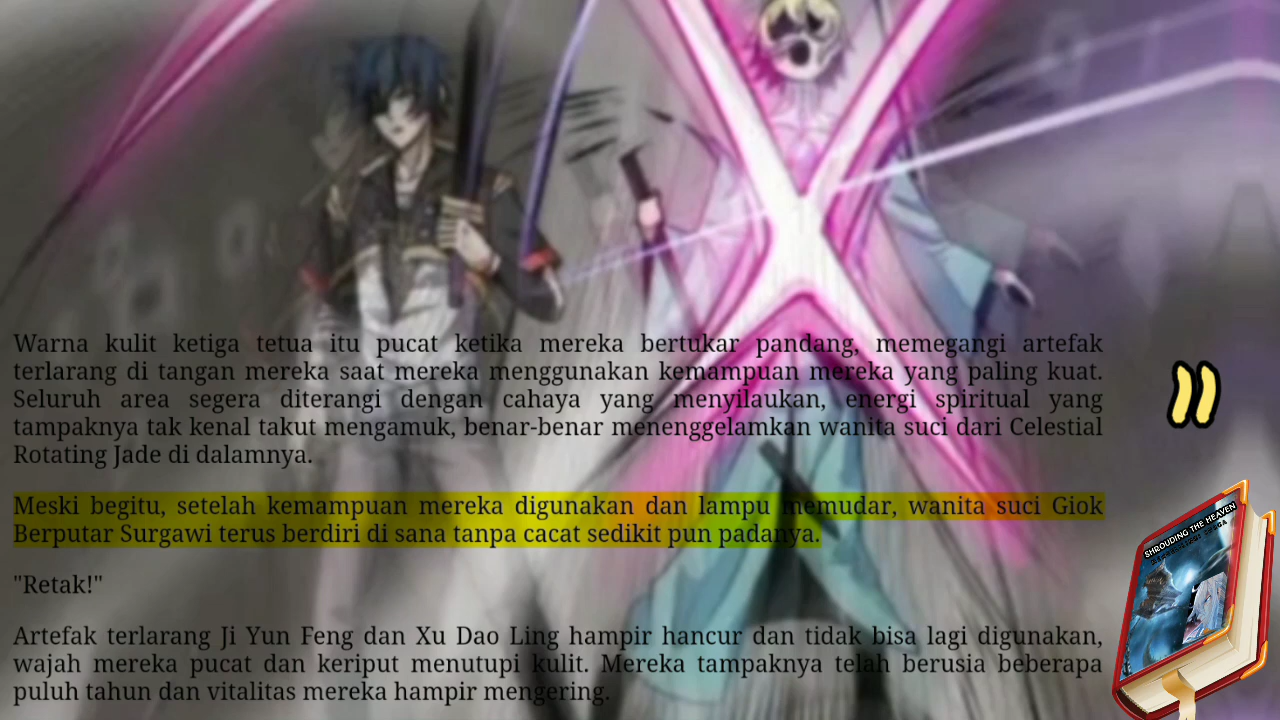 Warna kulit ketiga tetua itu pucat ketika mereka bertukar pandang, memegangi artefak
terlarang di tangan mereka saat mereka menggunakan kemampuan mereka yang paling kuat.
Seluruh area segera diterangi dengan cahaya yang menyilaukan, energi spiritual yang
tampaknya tak kenal takut mengamuk, benar-benar menenggelamkan wanita suci dari Celestial
Rotating Jade di dalamnya.
Meski begitu, setelah kemampuan mereka digunakan dan lampu memudar, wanita suci Giok
Berputar Surgawi terus berdiri di sana tanpa cacat sedikit pun padanya.
"Retak!"
Artefak terlarang Ji Yun Feng dan Xu Dao Ling hampir hancur dan tidak bisa lagi digunakan,
wajah mereka pucat dan keriput menutupi kulit. Mereka tampaknya telah berusia beberapa
puluh tahun dan vitalitas mereka hampir mengering.
SHROUDING THE HEAVEN